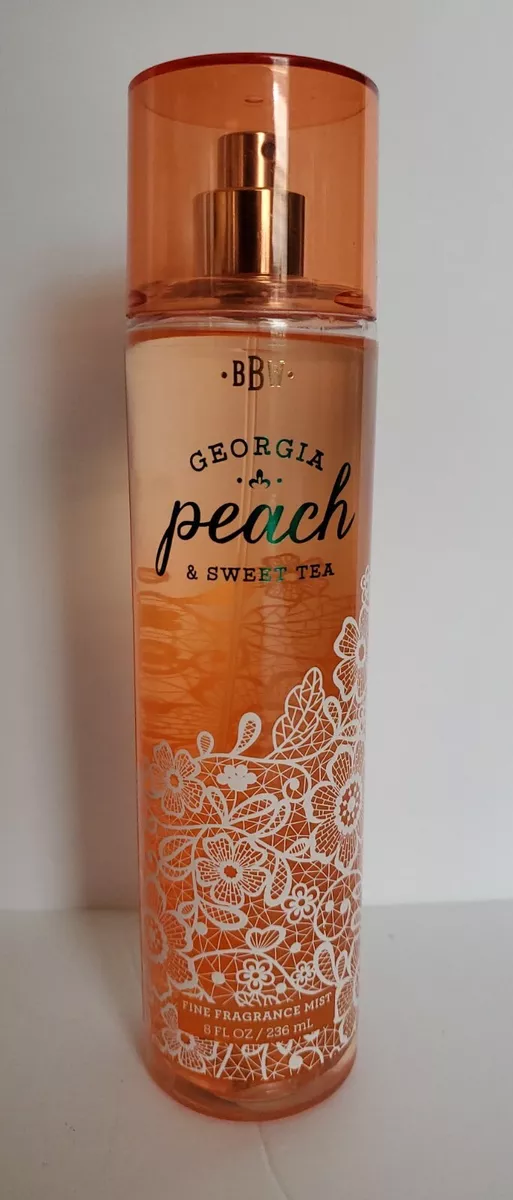 ·BBW·
GEORGIA
peach
& SWEET TEA
FINE FRAGRANCE MIST
8 FL OZ / 236 mL